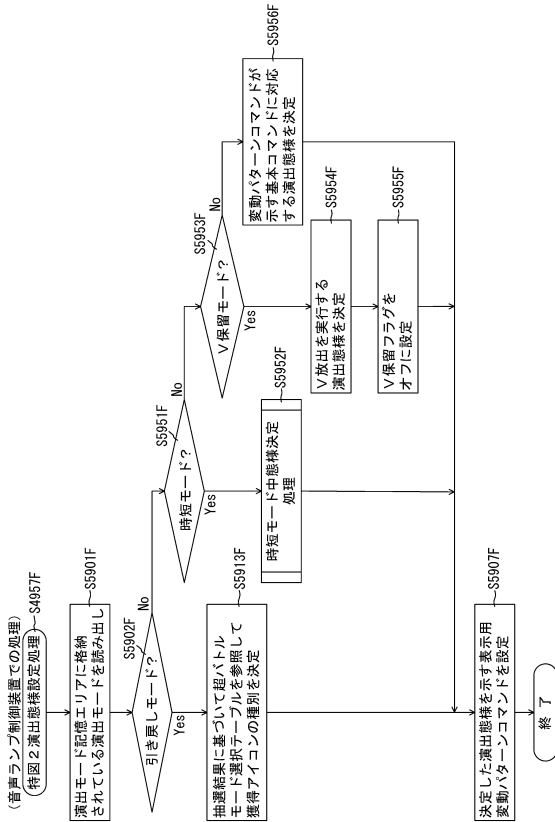 (音声ランプ制御装置での処理)
特図2演出態様設定処理
S4957F
演出モード記憶エリアに格納
されている演出モードを読み出し
S5901F
引き戻しモード?
S5902F
No
Yes
抽選結果に基づいて超バトル
モード選択テーブルを参照して
獲得アイコンの種別を決定
S5913F
時短モード?
S5951F
No
Yes
時短モード中態様決定
処理
S5952F
V保留モード?
S5953F
No
Yes
V放出を実行する
演出態様を決定
S5954F
V保留フラグを
オフに設定
S5955F
変動パターンコマンドが
示す基本コマンドに対応
する演出態様を決定
S5956F
決定した演出態様を示す表示用
変動パターンコマンドを設定
S5907F
終了